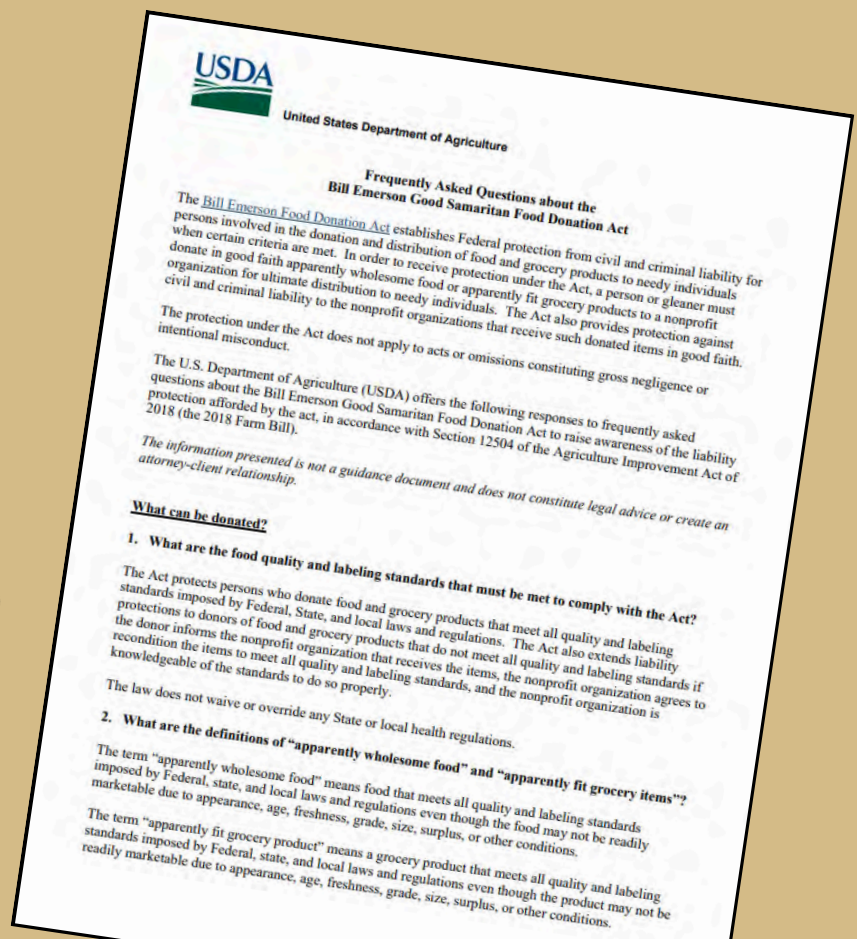 USDA
United States Department of Agriculture
Frequently Asked Questions about the
Bill Emerson Good Samaritan Food Donation Act
The Bill Emerson Food Donation Act establishes Federal protection from civil and criminal liability for
persons involved in the donation and distribution of food and grocery products to needy individuals
when certain criteria are met. In order to receive protection under the Act, a person or gleaner must
donate in good faith apparently wholesome food or apparently fit grocery products to a nonprofit
organization for ultimate distribution to needy individuals. The Act also provides protection against
civil and criminal liability to the nonprofit organizations that receive such donated items in good faith.
The protection under the Act does not apply to acts or omissions constituting gross negligence or
intentional misconduct.
The U.S. Department of Agriculture (USDA) offers the following responses to frequently asked
questions about the Bill Emerson Good Samaritan Food Donation Act to raise awareness of the liability
protection afforded by the act, in accordance with Section 12504 of the Agriculture Improvement Act of
2018 (the 2018 Farm Bill).
The information presented is not a guidance document and does not constitute legal advice or create an
attorney-client relationship.
What can be donated?
1. What are the food quality and labeling standards that must be met to comply with the Act?
The Act protects persons who donate food and grocery products that meet all quality and labeling
standards imposed by Federal, State, and local laws and regulations. The Act also extends liability
protections to donors of food and grocery products that do not meet all quality and labeling standards if
the donor informs the nonprofit organization that receives the items, the nonprofit organization agrees to
recondition the items to meet all quality and labeling standards, and the nonprofit organization is
knowledgeable of the standards to do so properly.
The law does not waive or override any State or local health regulations.
2. What are the definitions of “apparently wholesome food” and “apparently fit grocery items”?
The term “apparently wholesome food” means food that meets all quality and labeling standards
imposed by Federal, state, and local laws and regulations even though the food may not be readily
marketable due to appearance, age, freshness, grade, size, surplus, or other conditions.
The term “apparently fit grocery product” means a grocery product that meets all quality and labeling
standards imposed by Federal, state, and local laws and regulations even though the product may not be
readily marketable due to appearance, age, freshness, grade, size, surplus, or other conditions.